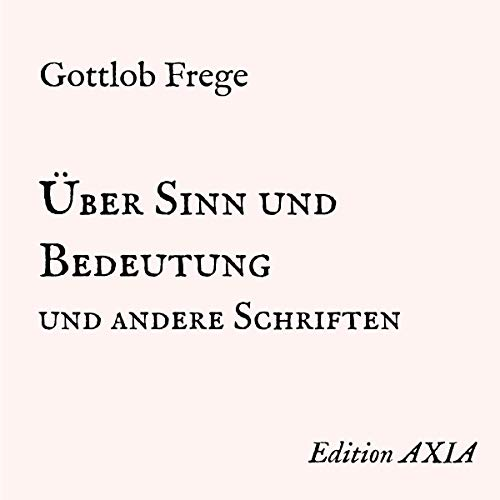 Gottlob Frege
Über Sinn und
Bedeutung
und andere Schriften
Edition AXIA